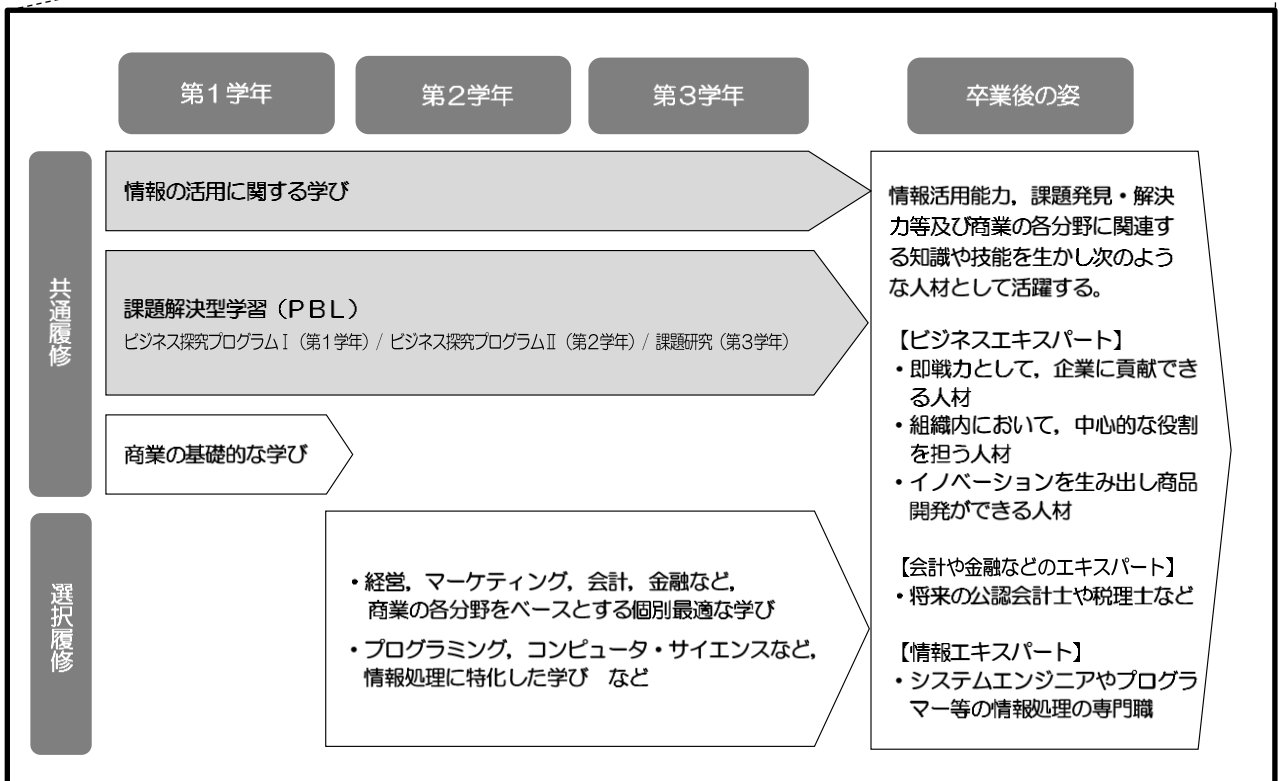 第1学年
第2学年
第3学年
卒業後の姿
共通履修
情報の活用に関する学び
課題解決型学習（ＰＢＬ）
ビジネス探究プログラムⅠ（第1学年）/ ビジネス探究プログラムⅡ（第2学年）/ 課題研究（第3学年）
商業の基礎的な学び
選択履修
・経営，マーケティング，会計，金融など，
商業の各分野をベースとする個別最適な学び
・プログラミング，コンピュータ・サイエンスなど，
情報処理に特化した学び　など
情報活用能力，課題発見・解決
力等及び商業の各分野に関連す
る知識や技能を生かし次のよう
な人材として活躍する。
【ビジネスエキスパート】
・即戦力として，企業に貢献でき
る人材
・組織内において，中心的な役割
を担う人材
・イノベーションを生み出し商品
開発ができる人材
【会計や金融などのエキスパート】
・将来の公認会計士や税理士など
【情報エキスパート】
・システムエンジニアやプログラ
マー等の情報処理の専門職